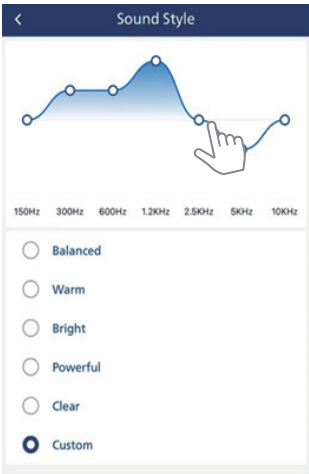 Sound Style
150Hz 300Hz 600Hz 1.2KHz 2.5KHz 5KHz 10KHz
Balanced
Warm
Bright
Powerful
Clear
Custom